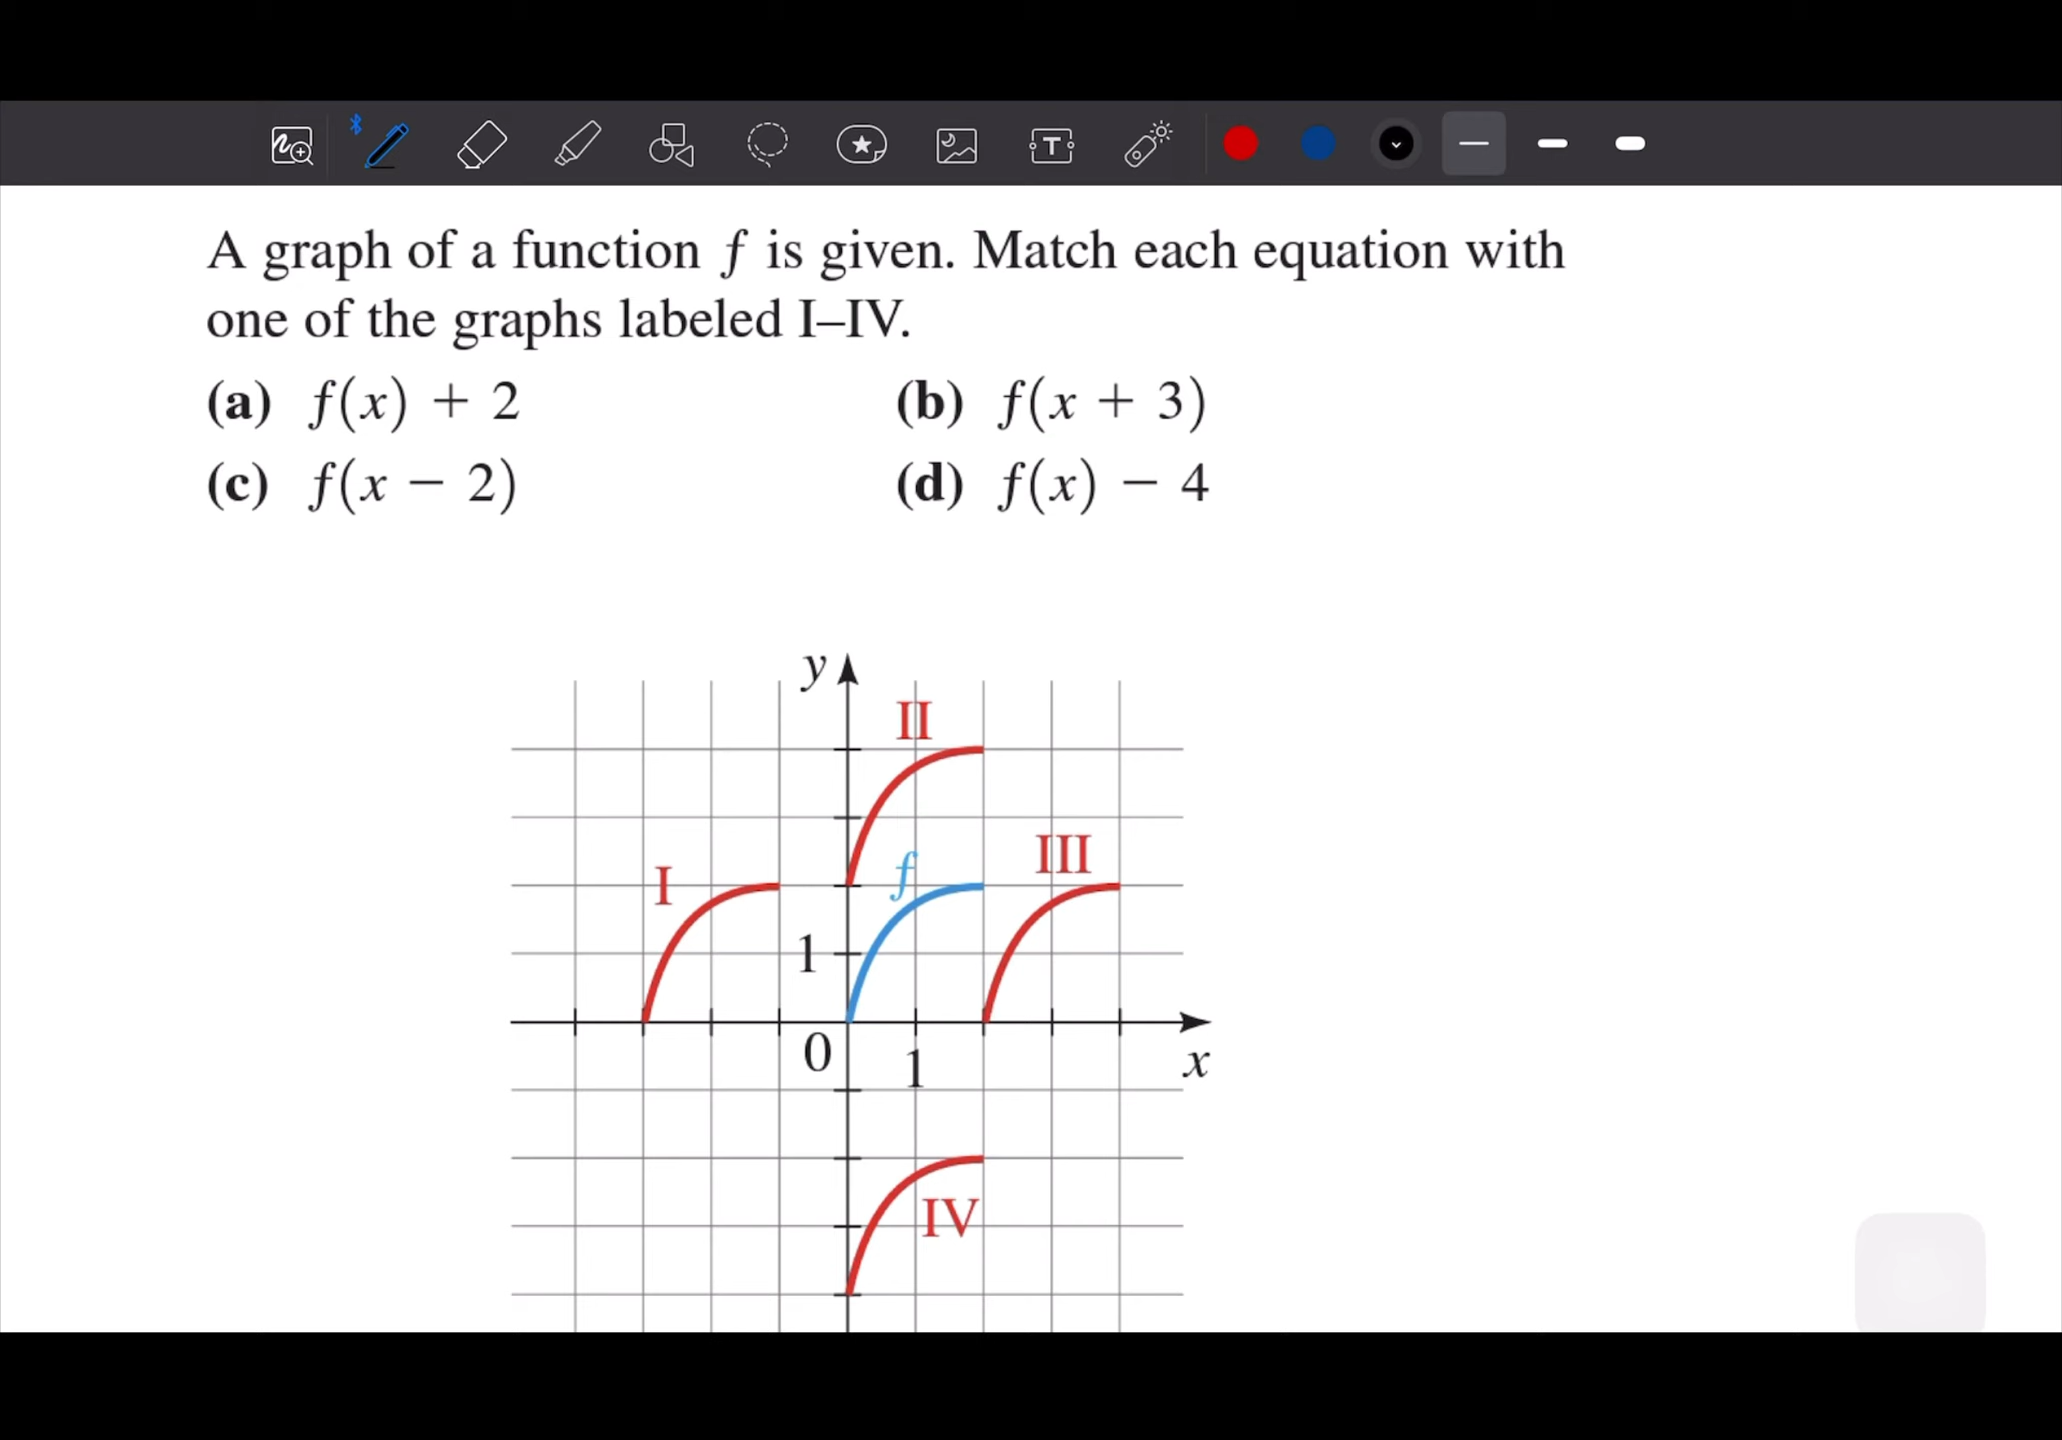 A graph of a function f is given. Match each equation with
one of the graphs labeled I–IV.
(a) f(x) + 2 (b) f(x + 3)
(c) f(x − 2) (d) f(x) − 4
y
II
III
f
I
1
0
1
x
IV